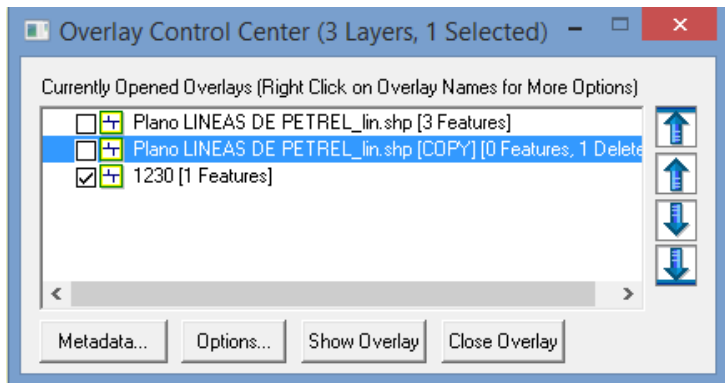 Overlay Control Center (3 Layers, 1 Selected)
Currently Opened Overlays (Right Click on Overlay Names for More Options)
Plano LINEAS DE PETREL_lin.shp [3 Features]
Plano LINEAS DE PETREL_lin.shp [COPY] [0 Features, 1 Delete
1230 [1 Features]
Metadata... Options... Show Overlay Close Overlay